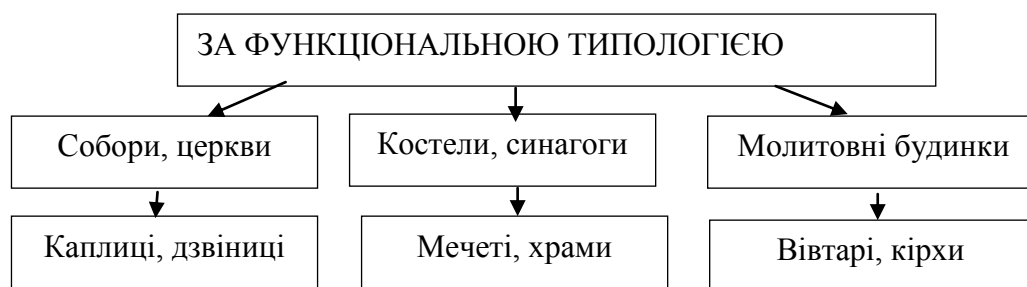 ЗА ФУНКЦІОНАЛЬНОЮ ТИПОЛОГІЄЮ
Собори, церкви
Костели, синагоги
Молитовні будинки
Каплиці, дзвіниці
Мечеті, храми
Вівтарі, кірхи